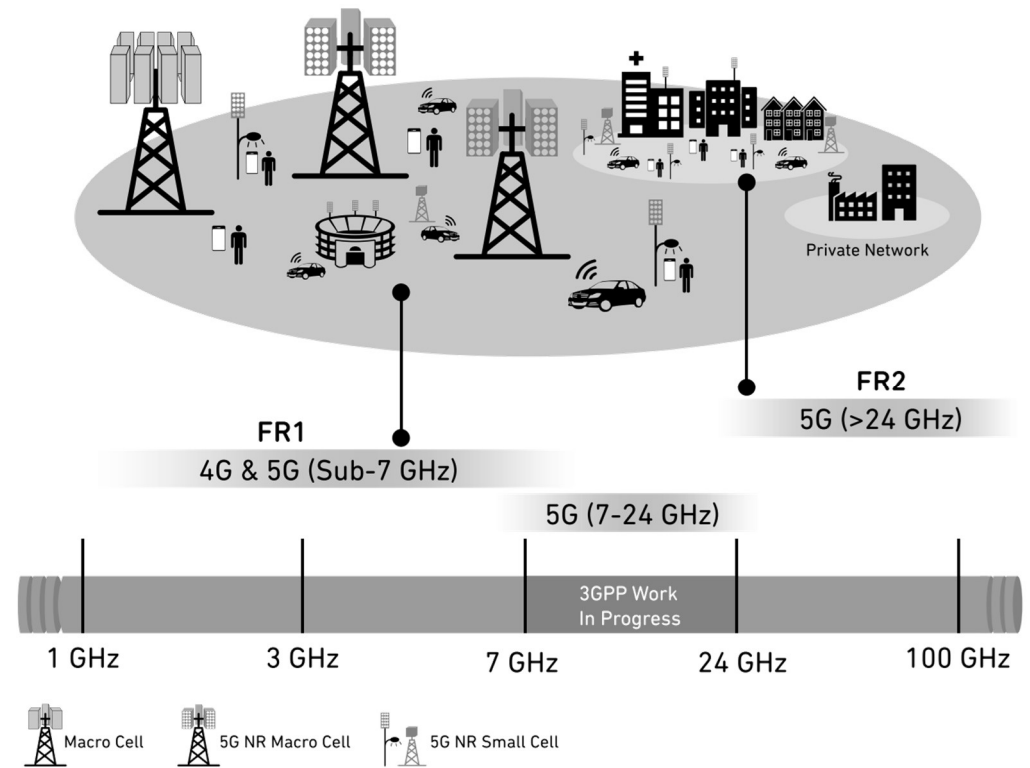 Private Network
FR2
5G (>24 GHz)
FR1
4G & 5G (Sub-7 GHz)
5G (7-24 GHz)
3GPP Work
In Progress
1 GHz
3 GHz
7 GHz
24 GHz
100 GHz
Macro Cell
5G NR Macro Cell
5G NR Small Cell